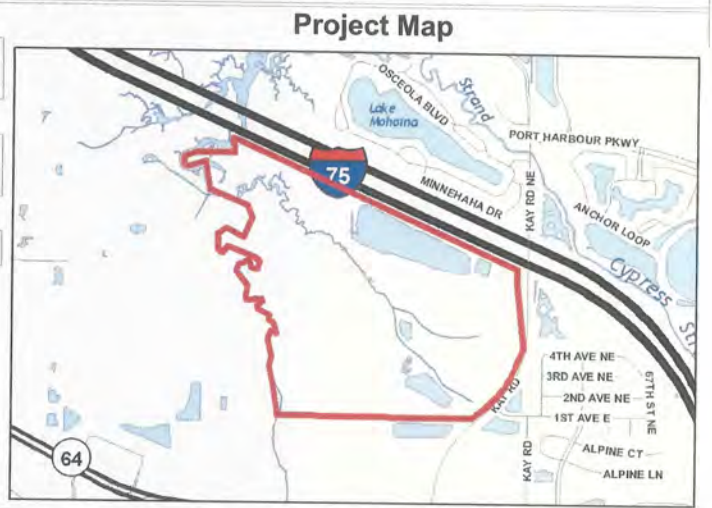 Project Map
OSCEOLA BLVD
Strand
Lake
Mohoina
PORT HARBOUR PKWY
75
MINNEHAHA DR
KAY RD NE
ANCHOR LOOP
Cypress
Str
4TH AVE NE
3RD AVE NE
2ND AVE NE
1ST AVE E
67TH ST NE
KAY RD
KAY RD
ALPINE CT
ALPINE LN
64